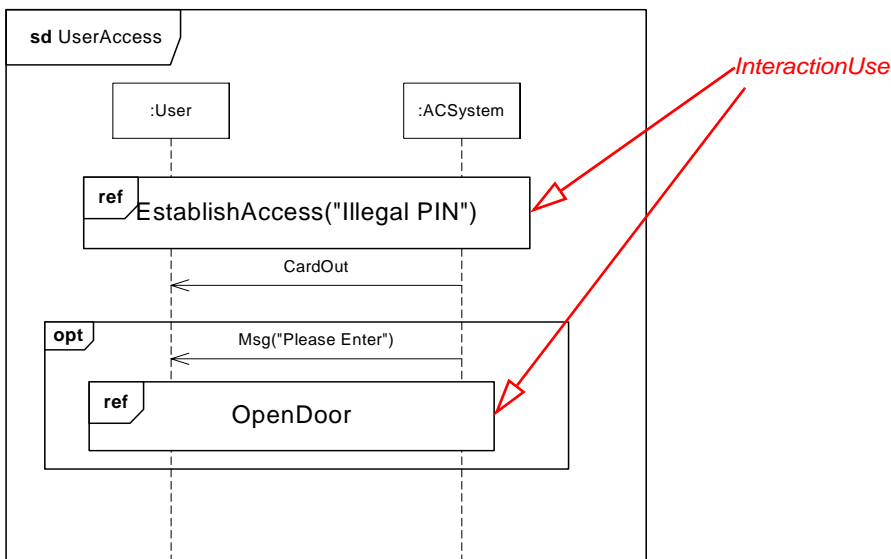 sd UserAccess
InteractionUse
:User
:ACSystem
ref
EstablishAccess("Illegal PIN")
CardOut
opt
Msg("Please Enter")
ref
OpenDoor